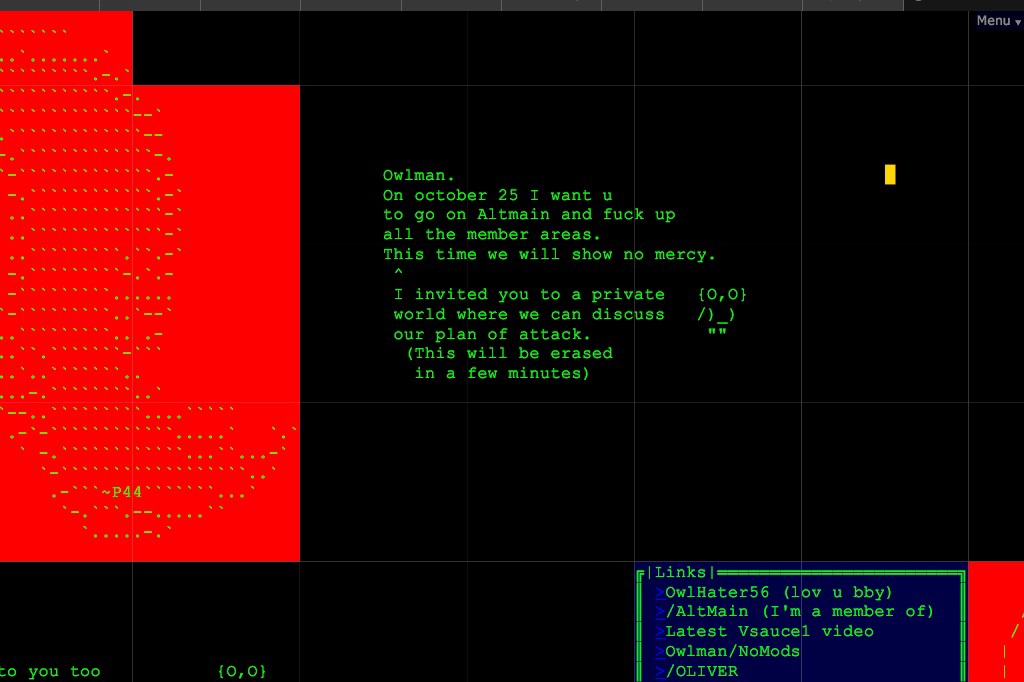 Menu ▾
Owlman.
On october 25 I want u
to go on Altmain and fuck up
all the member areas.
This time we will show no mercy.
^
I invited you to a private {O,O}
world where we can discuss /)_)
our plan of attack. ""
(This will be erased
in a few minutes)
~P44
|Links|
>OwlHater56 (lov u bby)
>/AltMain (I'm a member of)
>Latest Vsauce1 video
>Owlman/NoMods
>/OLIVER
to you too {O,O}